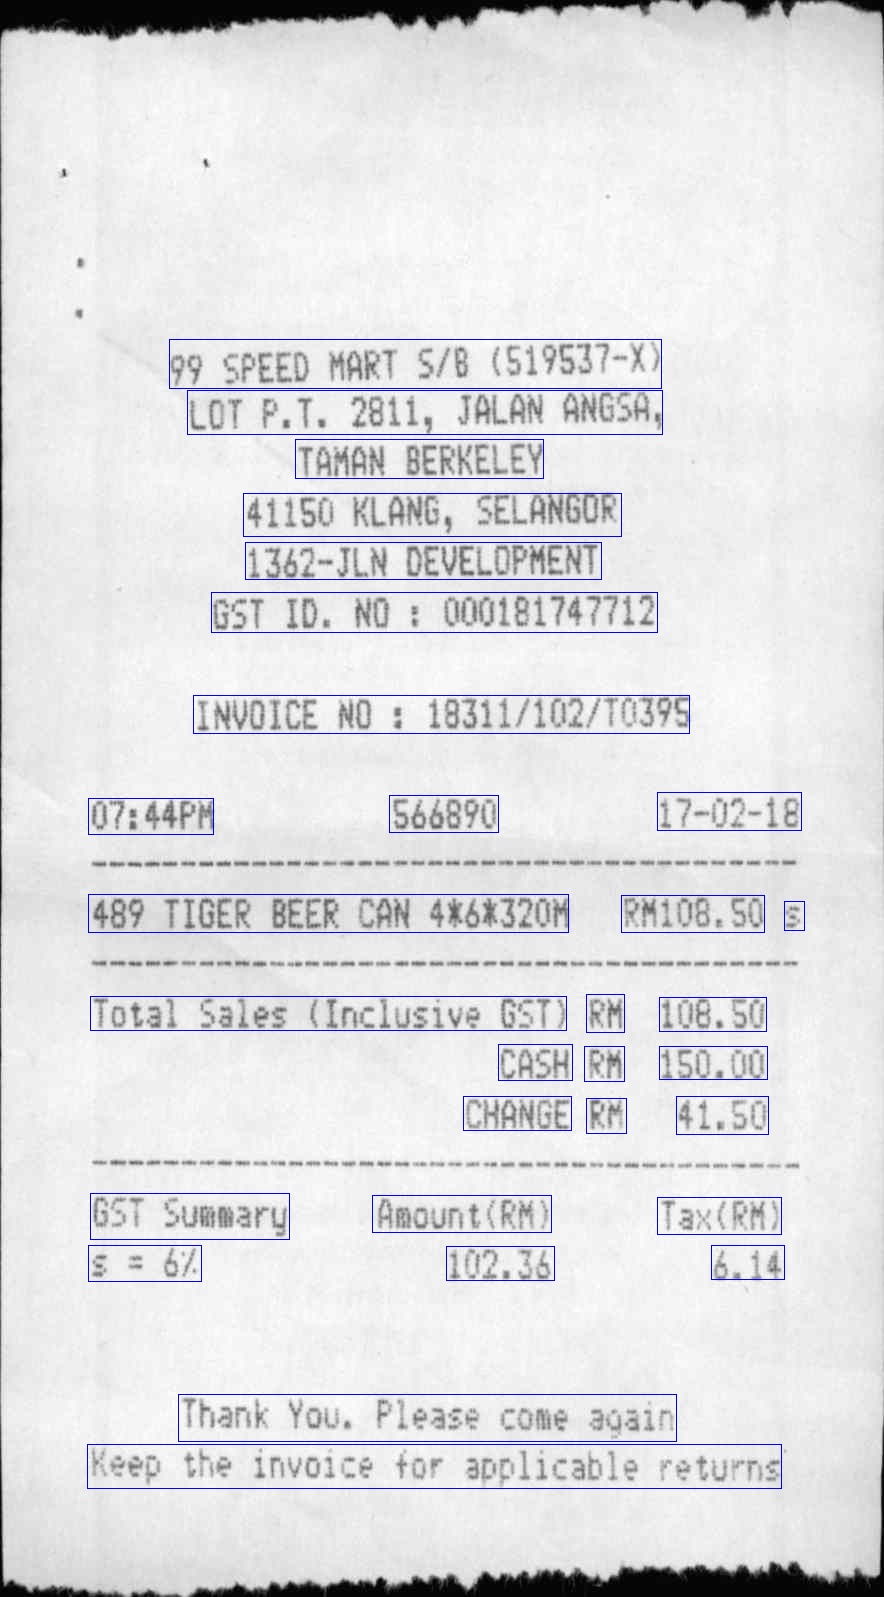 99 SPEED MART S/B (519537-X)
LOT P.T. 2811, JALAN ANGSA,
TAMAN BERKELEY
41150 KLANG, SELANGOR
1362-JLN DEVELOPMENT
GST ID. NO : 000181747712
INVOICE NO : 18311/102/T0395
07:44PM 566890 17-02-18
489 TIGER BEER CAN 4*6*320M RM108.50 s
Total Sales (Inclusive GST) RM 108.50
CASH RM 150.00
CHANGE RM 41.50
GST Summary Amount(RM) Tax(RM)
s = 6% 102.36 6.14
Thank You. Please come again
Keep the invoice for applicable returns